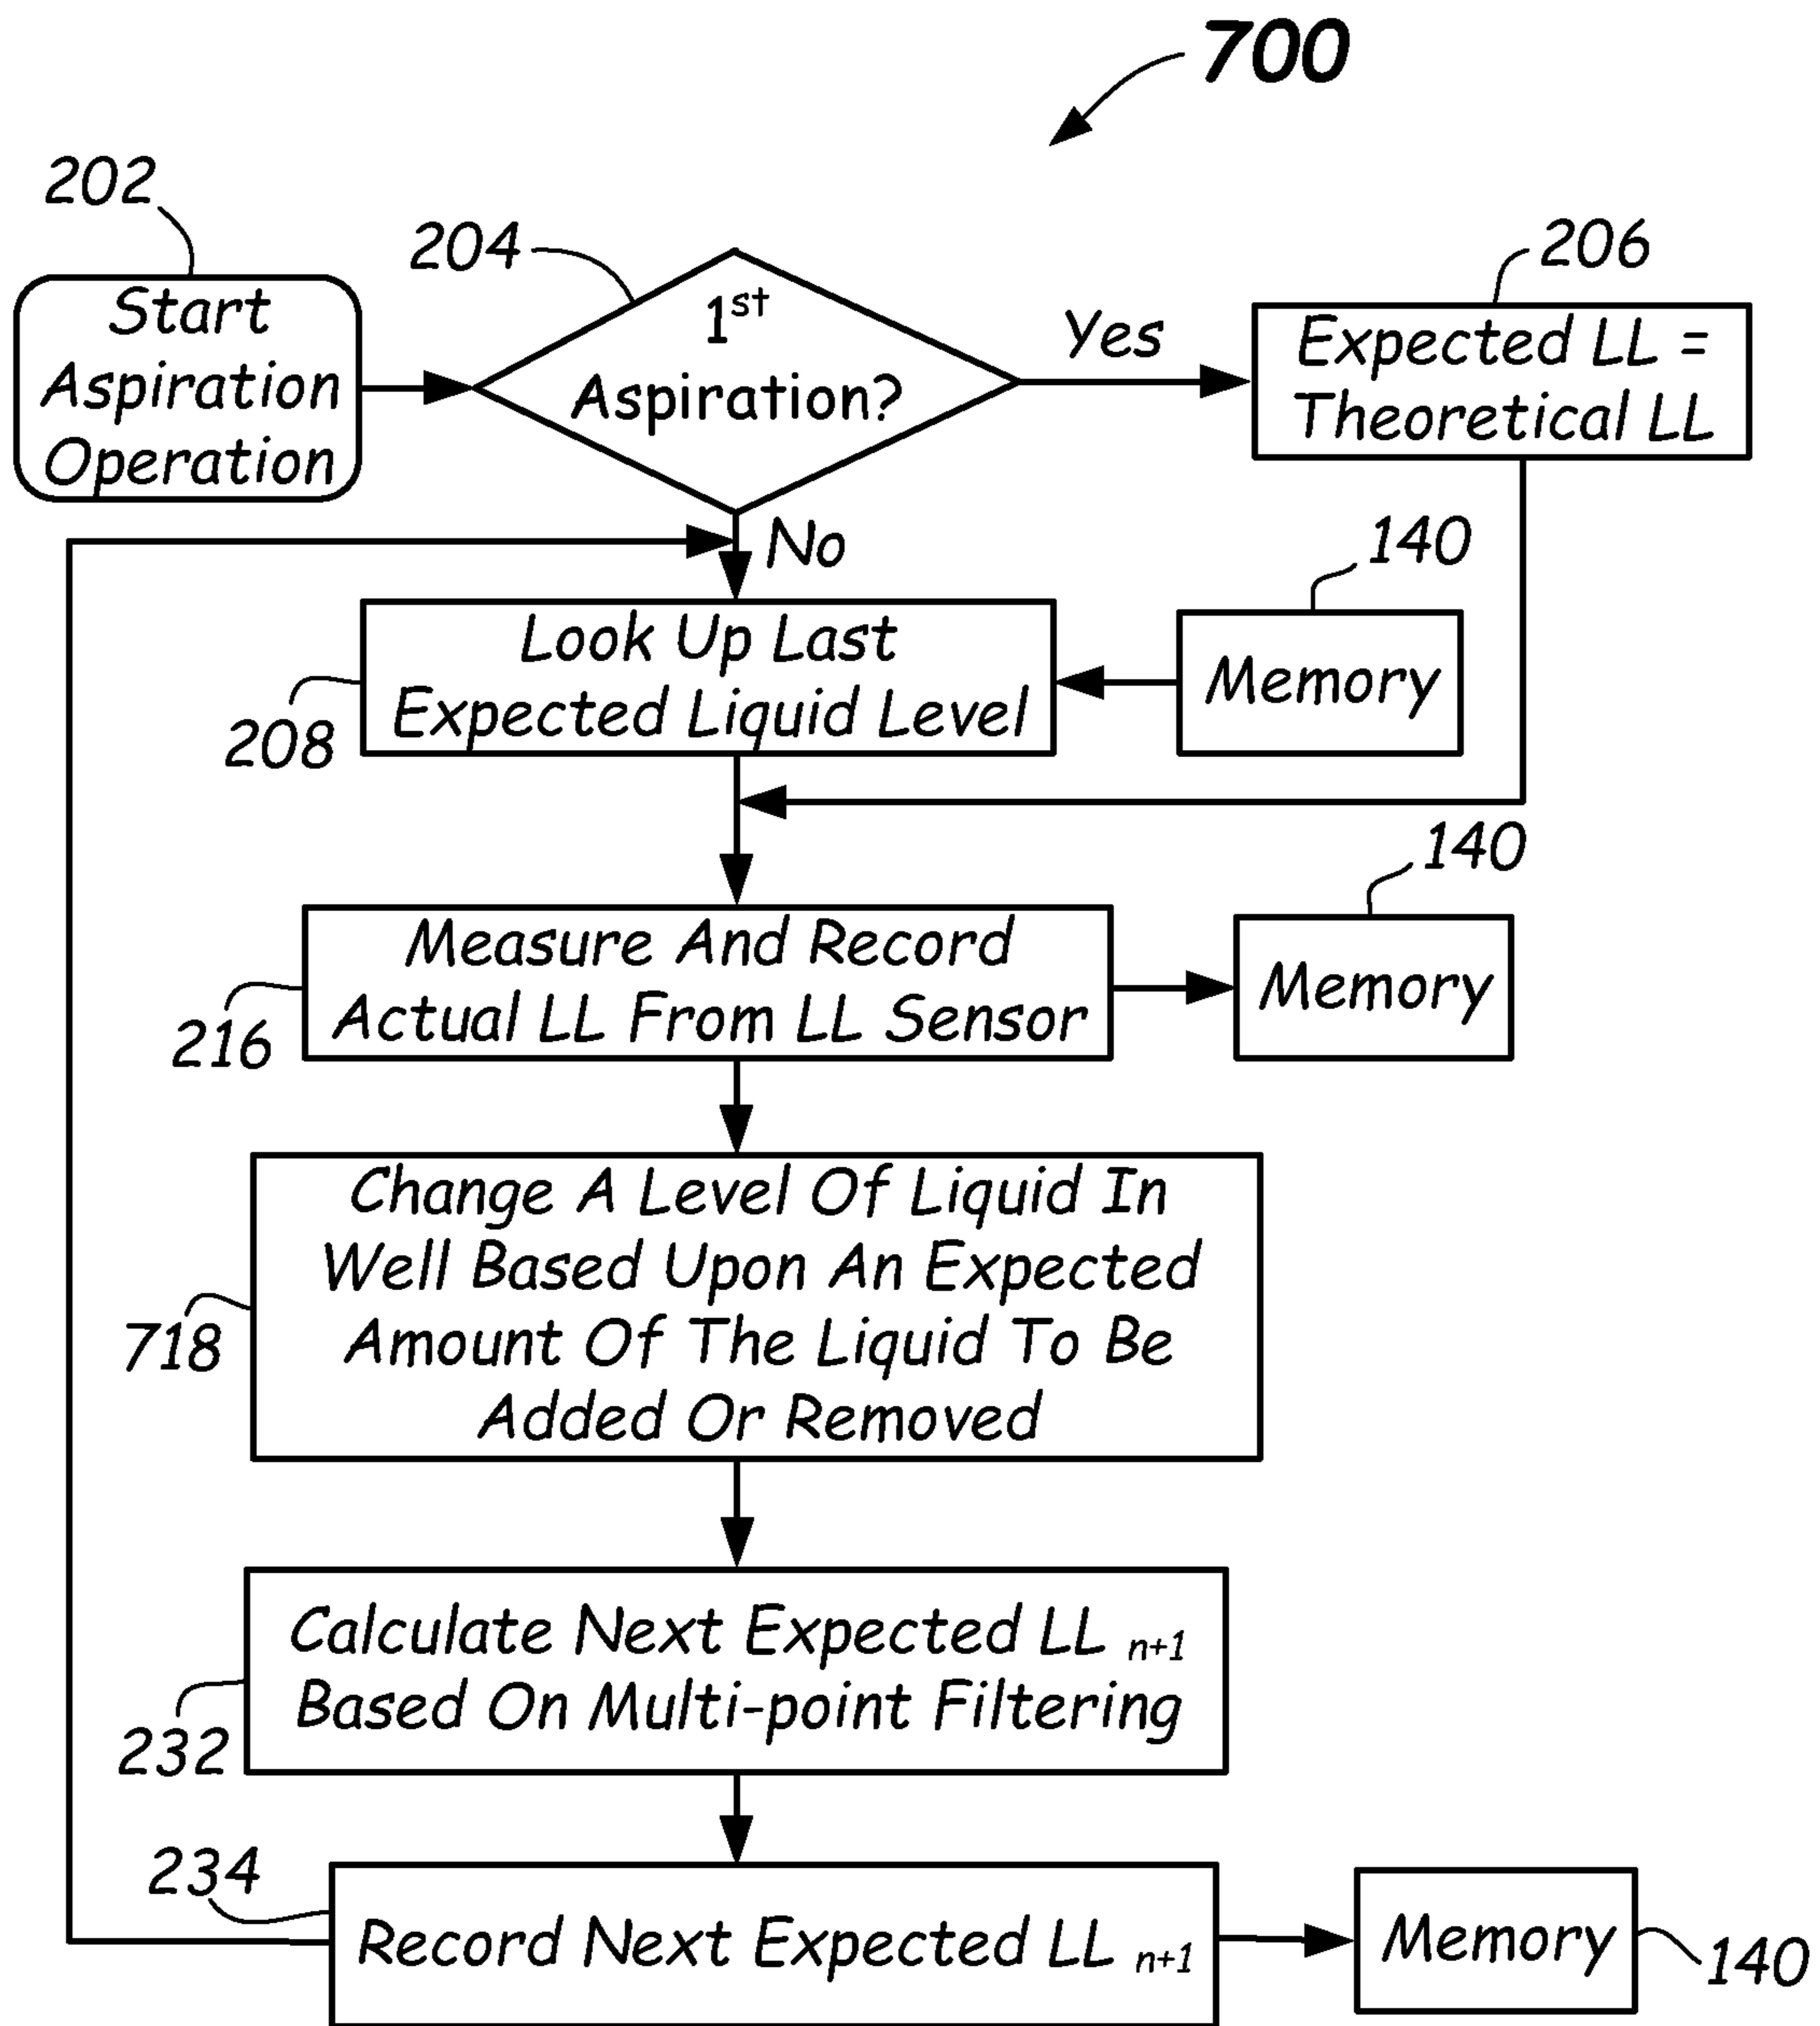 700
202
204
206
Start
Aspiration
Operation
1st
Aspiration?
Yes
Expected LL =
Theoretical LL
No
140
Look Up Last
Expected Liquid Level
Memory
208
140
Measure And Record
Actual LL From LL Sensor
Memory
216
Change A Level Of Liquid In
Well Based Upon An Expected
Amount Of The Liquid To Be
Added Or Removed
718
Calculate Next Expected LL n+1
Based On Multi-point Filtering
232
234
Record Next Expected LL n+1
Memory
140